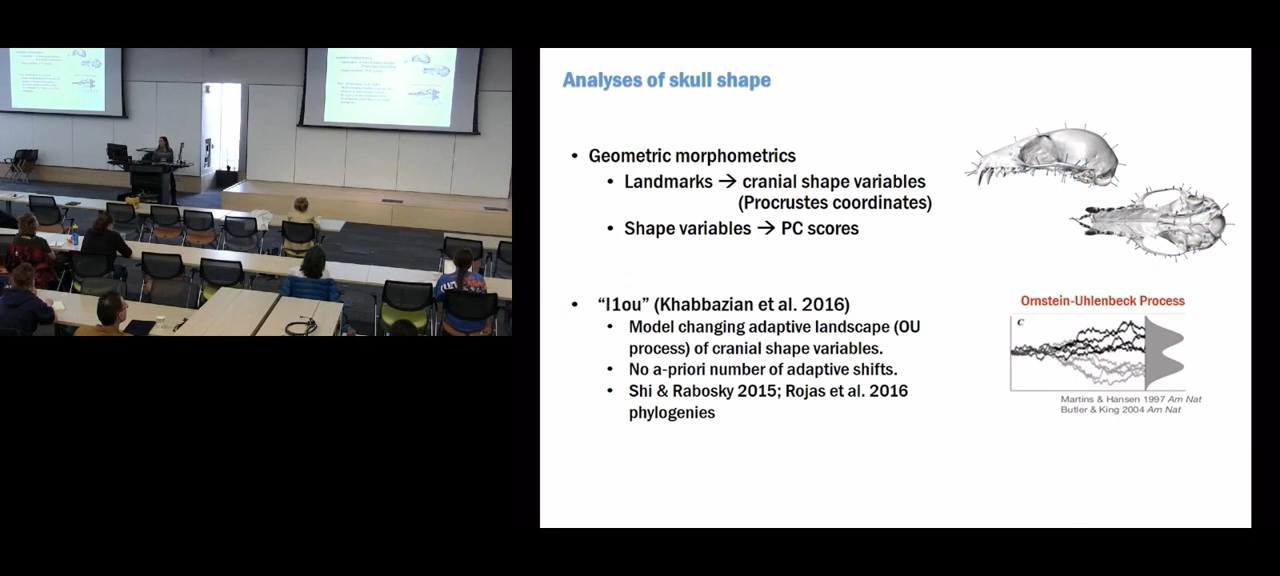 Analyses of skull shape
• Geometric morphometrics
• Landmarks → cranial shape variables
(Procrustes coordinates)
• Shape variables → PC scores
• “l1ou” (Khabbazian et al. 2016)
• Model changing adaptive landscape (OU
process) of cranial shape variables.
• No a-priori number of adaptive shifts.
• Shi & Rabosky 2015; Rojas et al. 2016
phylogenies
Ornstein-Uhlenbeck Process
C
Martins & Hansen 1997 Am Nat
Butler & King 2004 Am Nat